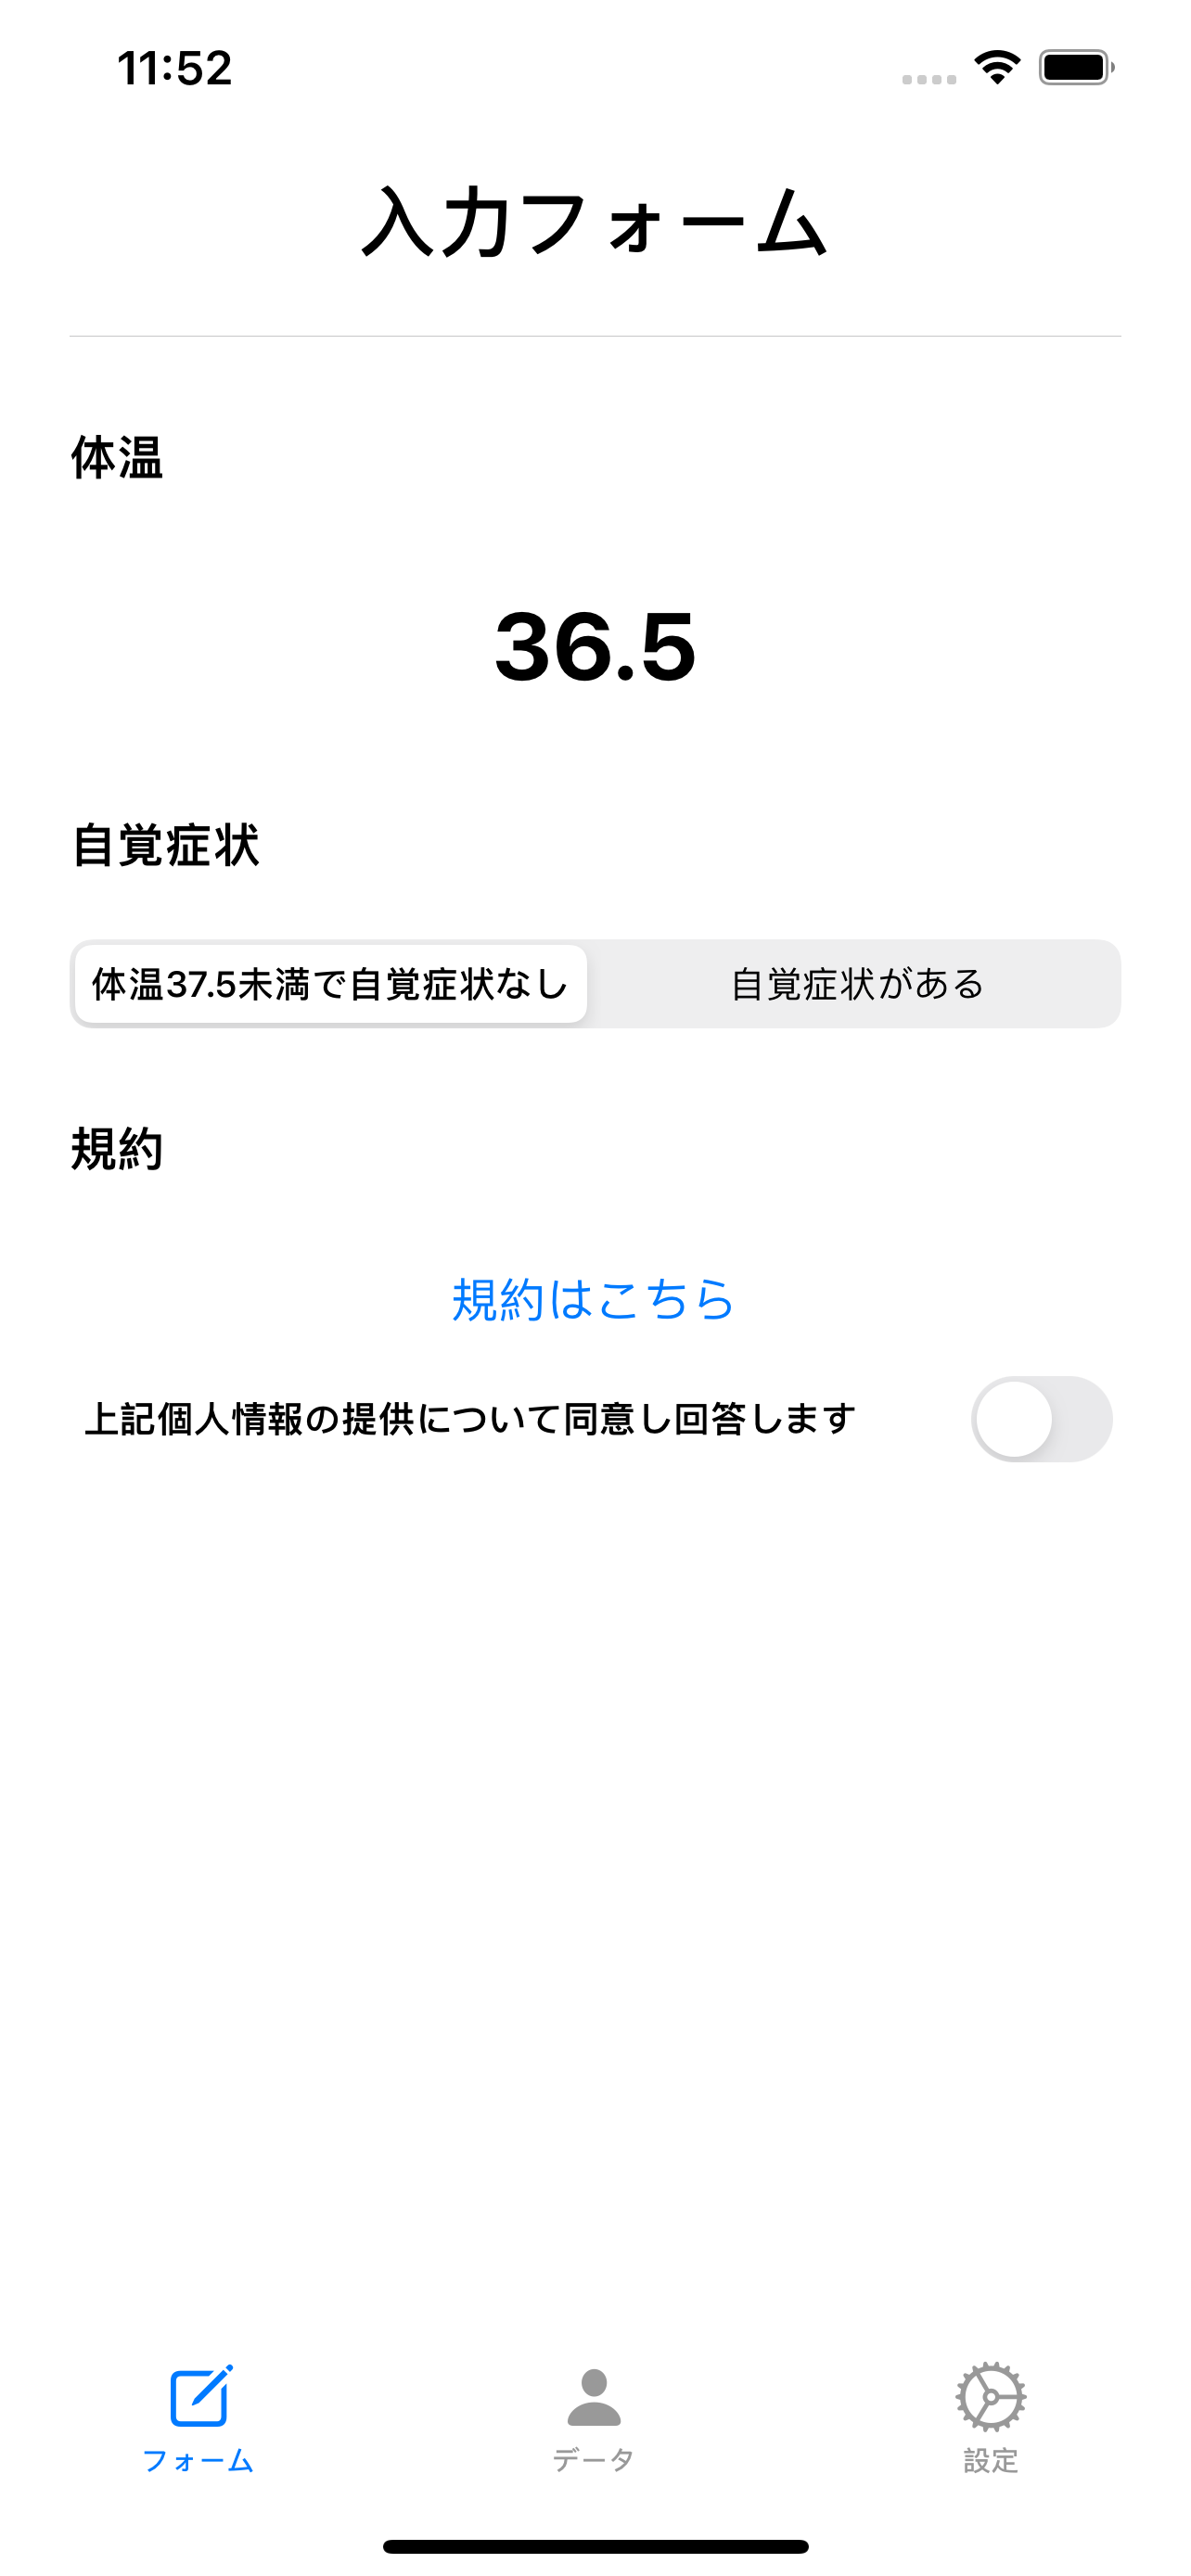 11:52
入力フォーム
体温
36.5
自覚症状
体温37.5未満で自覚症状なし
自覚症状がある
規約
規約はこちら
上記個人情報の提供について同意し回答します
フォーム
データ
設定